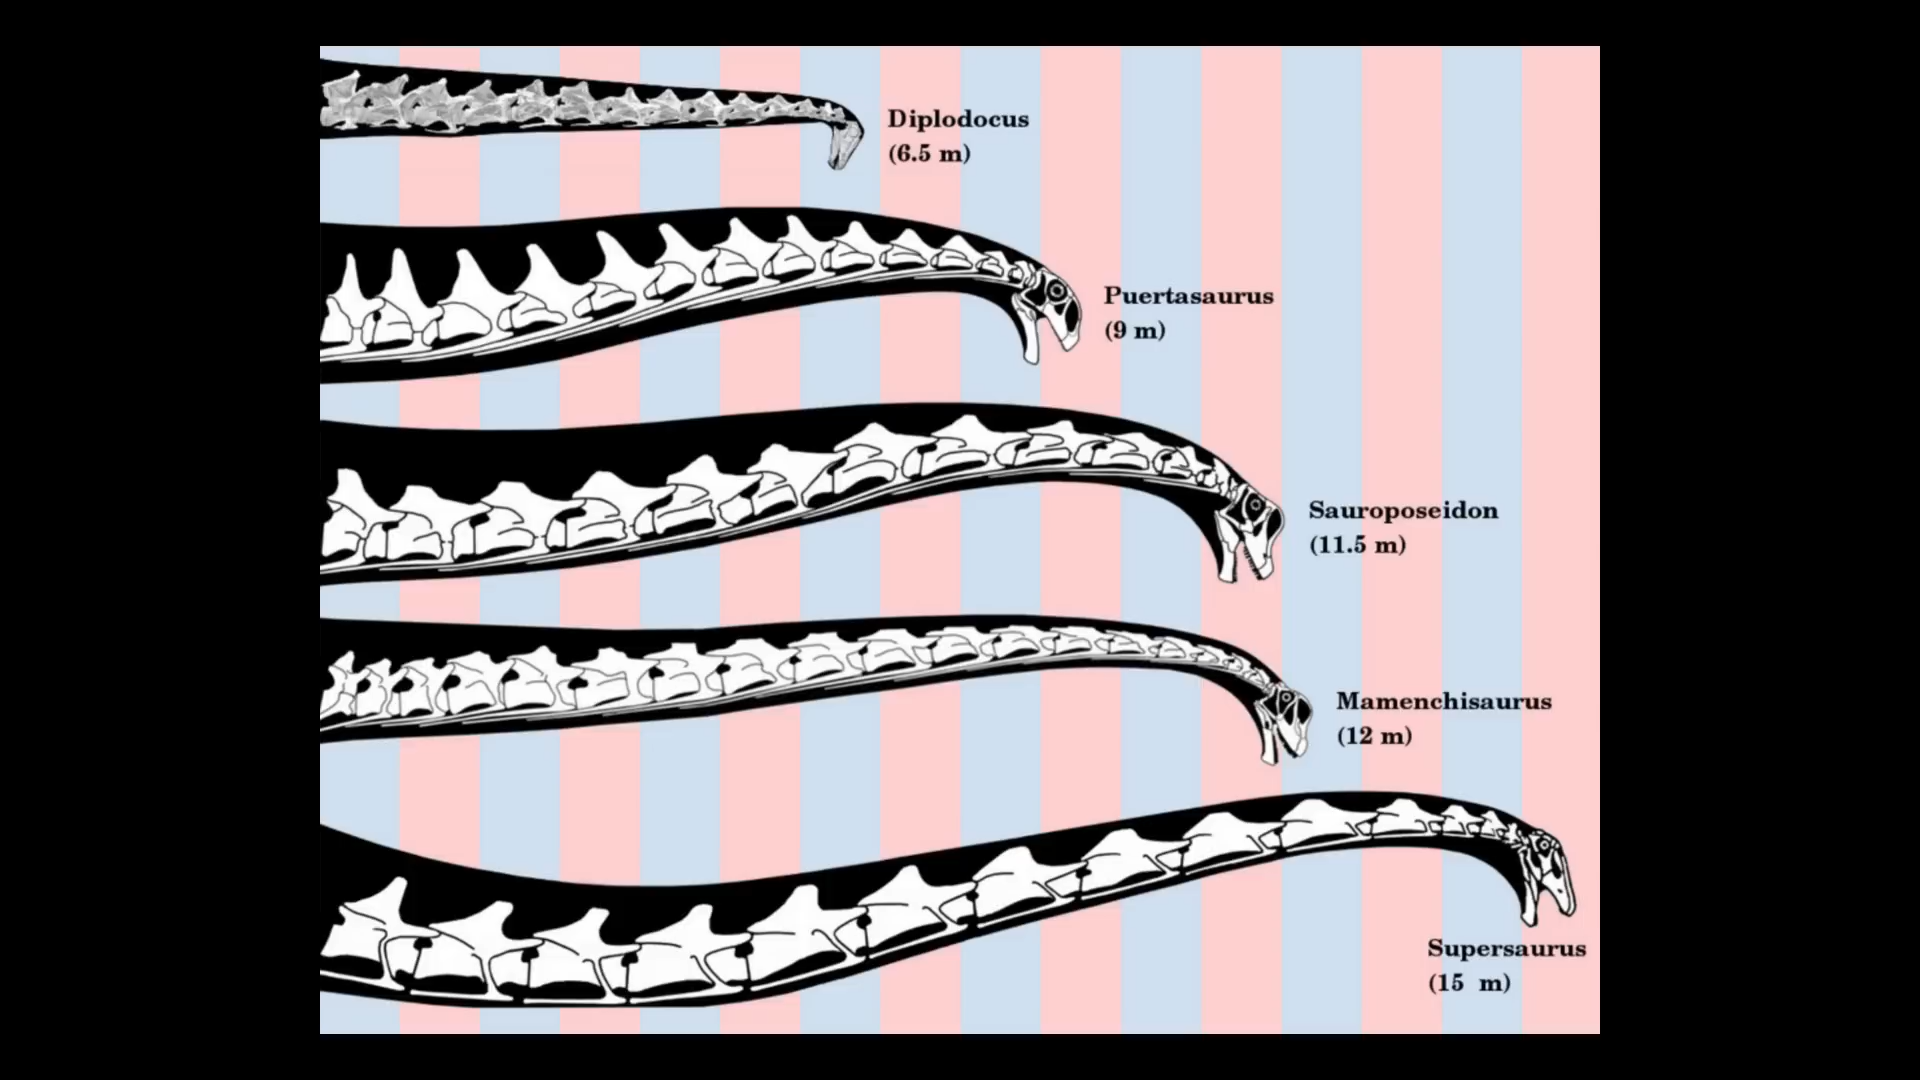 Diplodocus
(6.5 m)
Puertasaurus
(9 m)
Sauroposeidon
(11.5 m)
Mamenchisaurus
(12 m)
Supersaurus
(15  m)